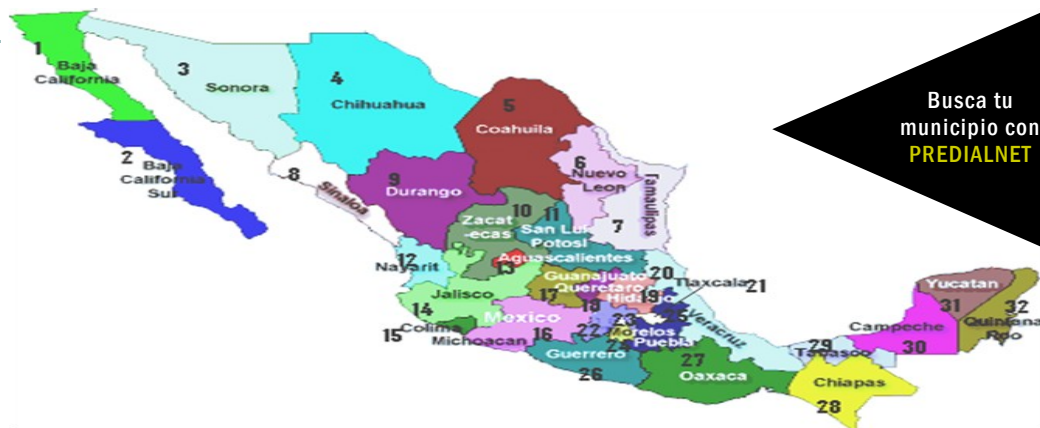 1
Baja
California
2
Baja
California
Sur
3
Sonora
4
Chihuahua
5
Coahuila
6
Nuevo
Leon
7
Tamaulipas
8
Sinaloa
9
Durango
10
Zacat
-ecas
11
San Luis
Potosi
Aguascalientes
12
Nayarit
13
Jalisco
14
15
Colima
Michoacan
16
Mexico
17
Guanajuato
Queretaro
18
Hidalgo
19
20
Tlaxcala
21
Veracruz
22
23
Morelos
25
Puebla
Guerrero
26
27
Oaxaca
28
Chiapas
29
Tabasco
30
Campeche
31
Yucatan
32
Quintana
Roo
Busca tu
municipio con
PREDIALNET